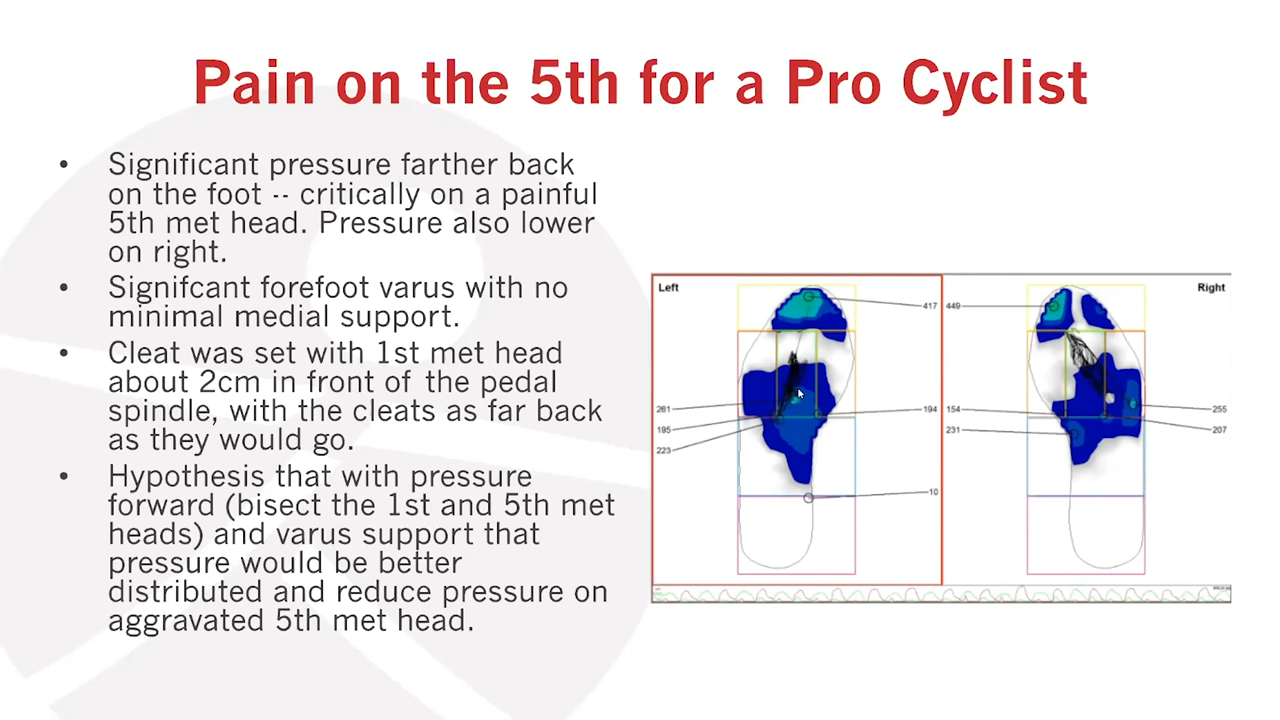 Pain on the 5th for a Pro Cyclist
• Significant pressure farther back
on the foot -- critically on a painful
5th met head. Pressure also lower
on right.
• Signifcant forefoot varus with no
minimal medial support.
• Cleat was set with 1st met head
about 2cm in front of the pedal
spindle, with the cleats as far back
as they would go.
• Hypothesis that with pressure
forward (bisect the 1st and 5th met
heads) and varus support that
pressure would be better
distributed and reduce pressure on
aggravated 5th met head.
Left
Right
417
449
261
194
154
255
195
231
207
223
10